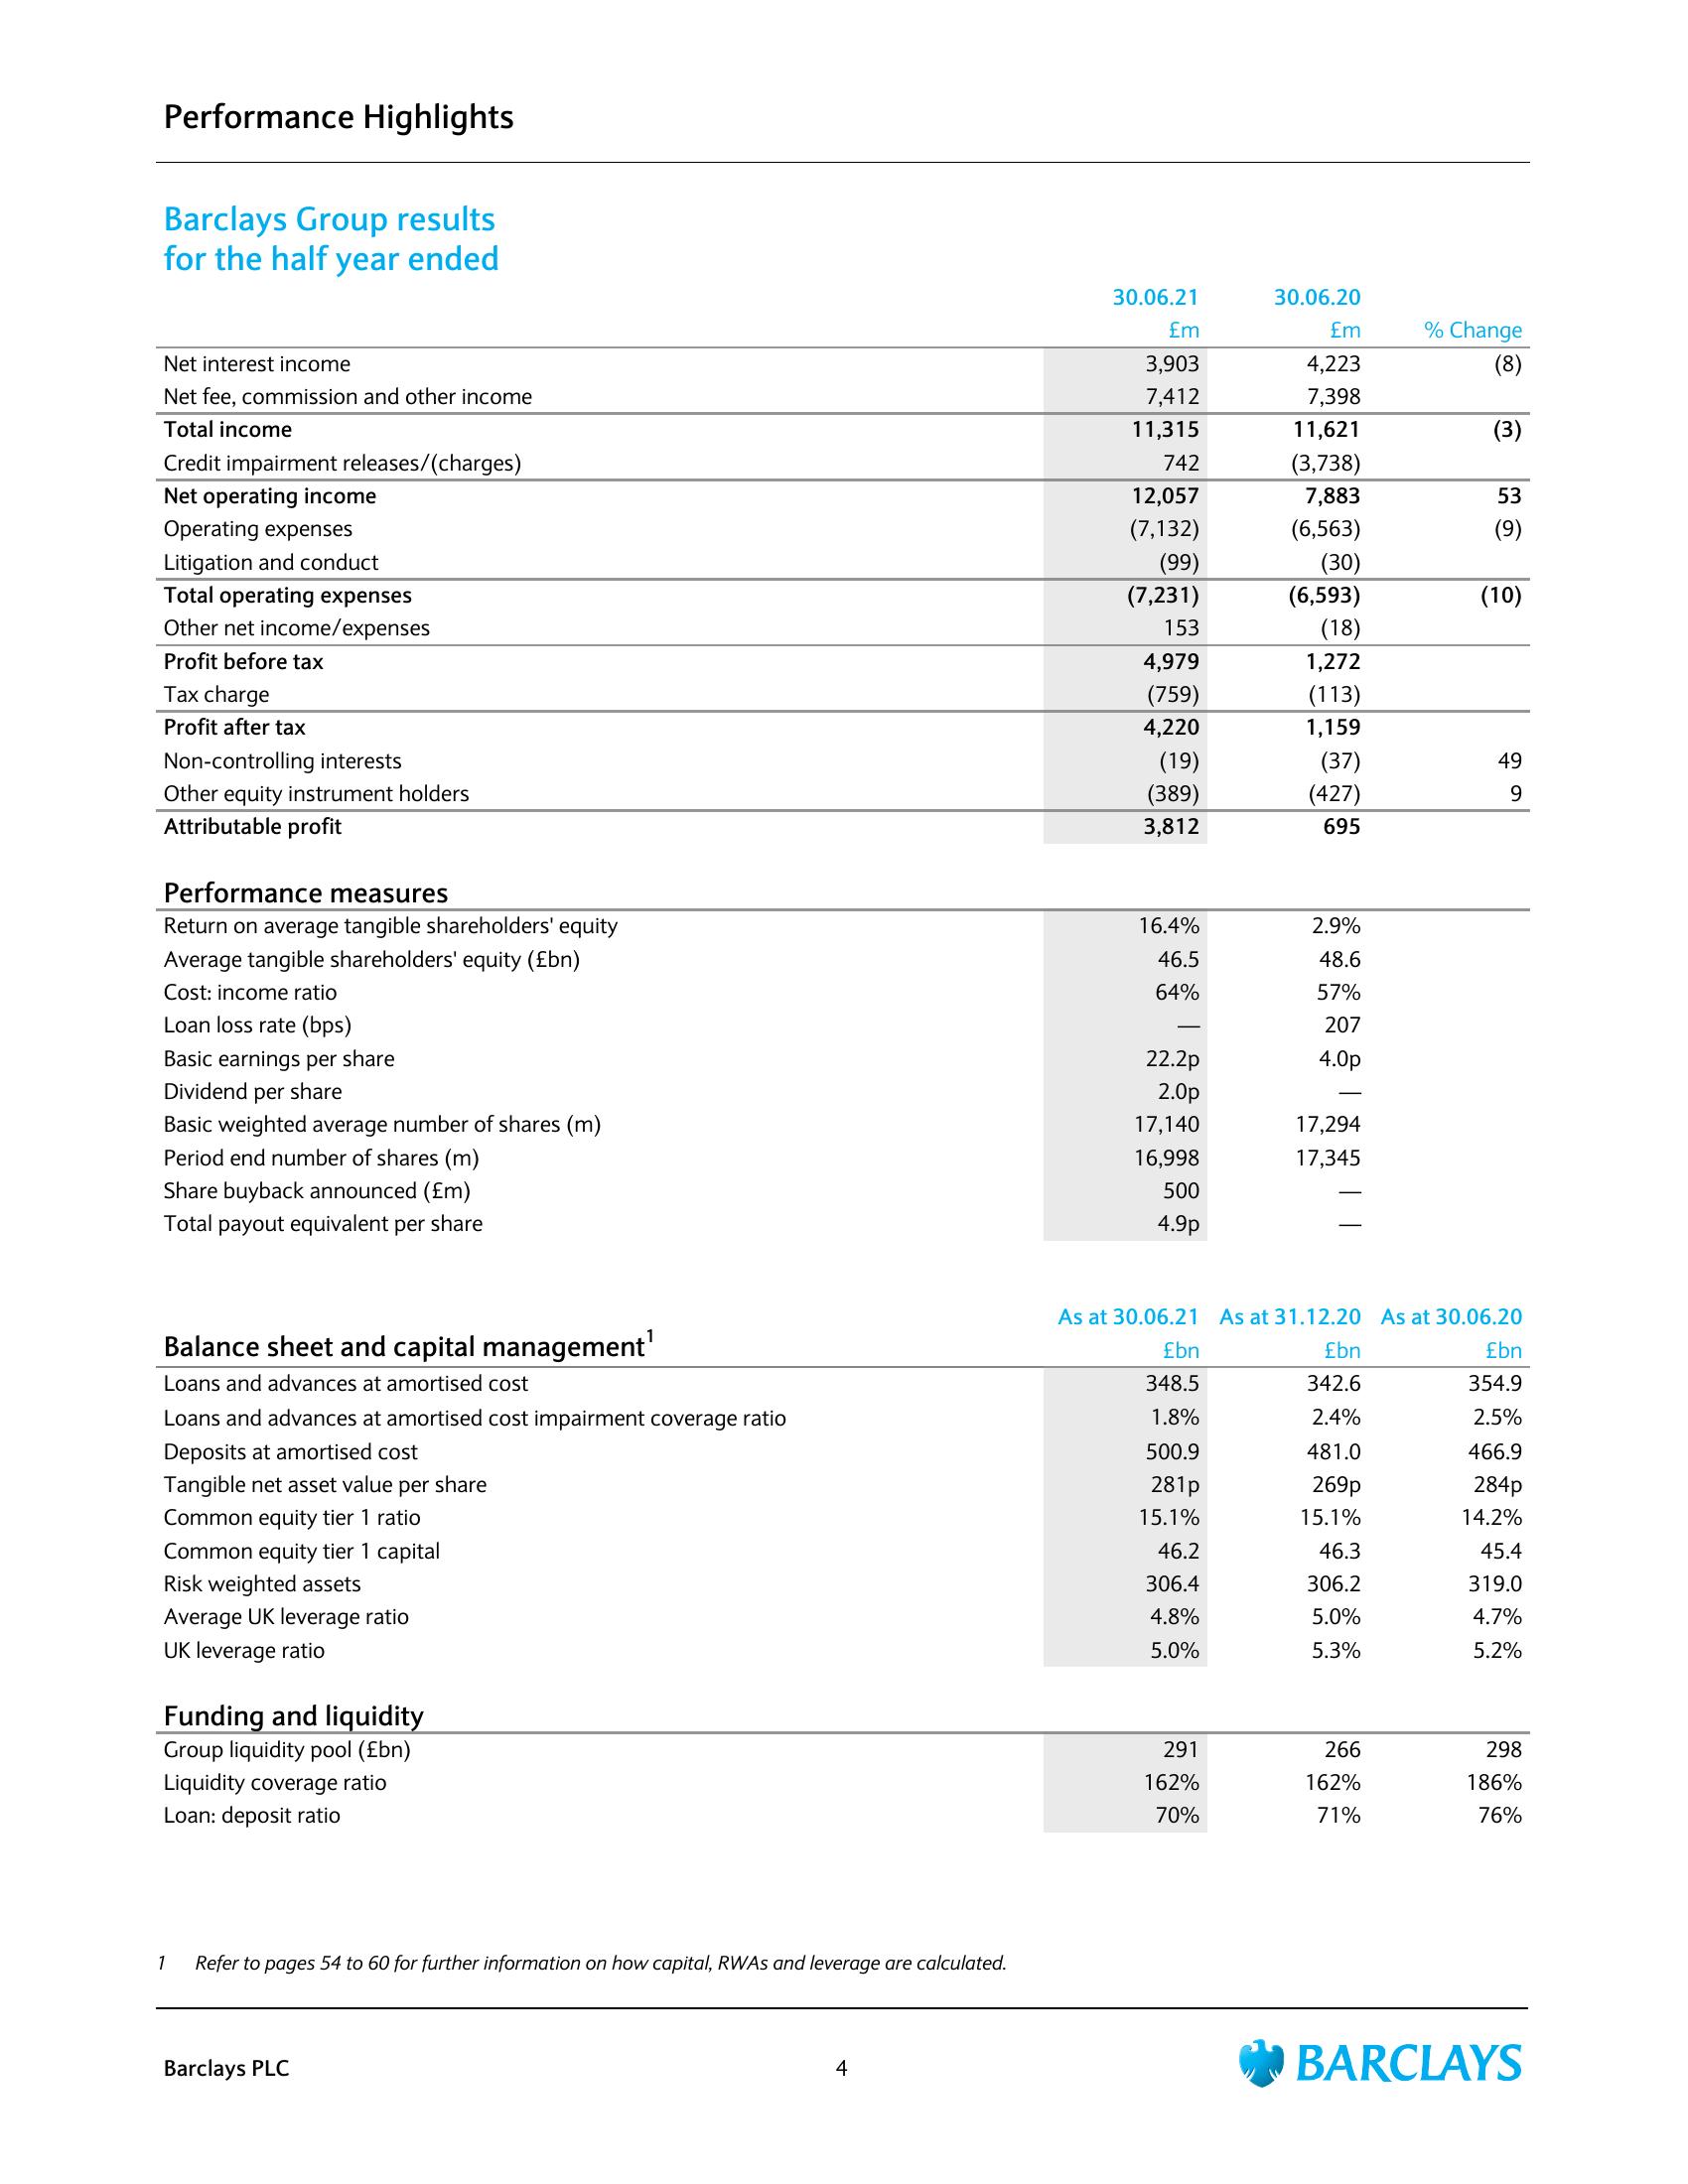 Performance Highlights
Barclays Group results
for the half year ended
30.06.21 30.06.20
£m £m % Change
Net interest income 3,903 4,223 (8)
Net fee, commission and other income 7,412 7,398
Total income 11,315 11,621 (3)
Credit impairment releases/(charges) 742 (3,738)
Net operating income 12,057 7,883 53
Operating expenses (7,132) (6,563) (9)
Litigation and conduct (99) (30)
Total operating expenses (7,231) (6,593) (10)
Other net income/expenses 153 (18)
Profit before tax 4,979 1,272
Tax charge (759) (113)
Profit after tax 4,220 1,159
Non-controlling interests (19) (37) 49
Other equity instrument holders (389) (427) 9
Attributable profit 3,812 695
Performance measures
Return on average tangible shareholders' equity 16.4% 2.9%
Average tangible shareholders' equity (£bn) 46.5 48.6
Cost: income ratio 64% 57%
Loan loss rate (bps) — 207
Basic earnings per share 22.2p 4.0p
Dividend per share 2.0p —
Basic weighted average number of shares (m) 17,140 17,294
Period end number of shares (m) 16,998 17,345
Share buyback announced (£m) 500 —
Total payout equivalent per share 4.9p —
As at 30.06.21 As at 31.12.20 As at 30.06.20
Balance sheet and capital management1 £bn £bn £bn
Loans and advances at amortised cost 348.5 342.6 354.9
Loans and advances at amortised cost impairment coverage ratio 1.8% 2.4% 2.5%
Deposits at amortised cost 500.9 481.0 466.9
Tangible net asset value per share 281p 269p 284p
Common equity tier 1 ratio 15.1% 15.1% 14.2%
Common equity tier 1 capital 46.2 46.3 45.4
Risk weighted assets 306.4 306.2 319.0
Average UK leverage ratio 4.8% 5.0% 4.7%
UK leverage ratio 5.0% 5.3% 5.2%
Funding and liquidity
Group liquidity pool (£bn) 291 266 298
Liquidity coverage ratio 162% 162% 186%
Loan: deposit ratio 70% 71% 76%
1 Refer to pages 54 to 60 for further information on how capital, RWAs and leverage are calculated.
Barclays PLC 4 BARCLAYS